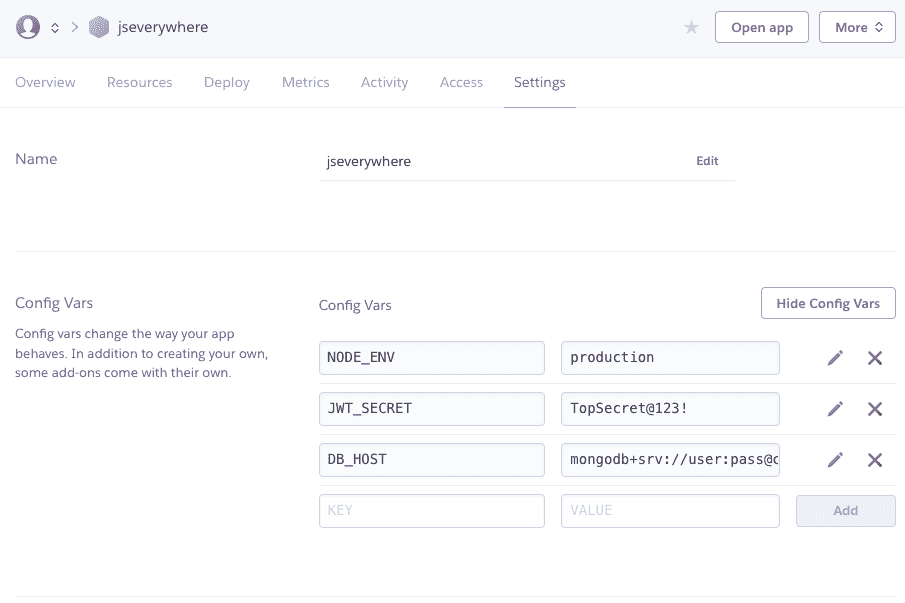 jseverywhere
Open app
More
Overview Resources Deploy Metrics Activity Access Settings
Name
jseverywhere
Edit
Config Vars
Config vars change the way your app
behaves. In addition to creating your own,
some add-ons come with their own.
Config Vars
Hide Config Vars
NODE_ENV production
JWT_SECRET TopSecret@123!
DB_HOST mongodb+srv://user:pass@c
KEY VALUE Add